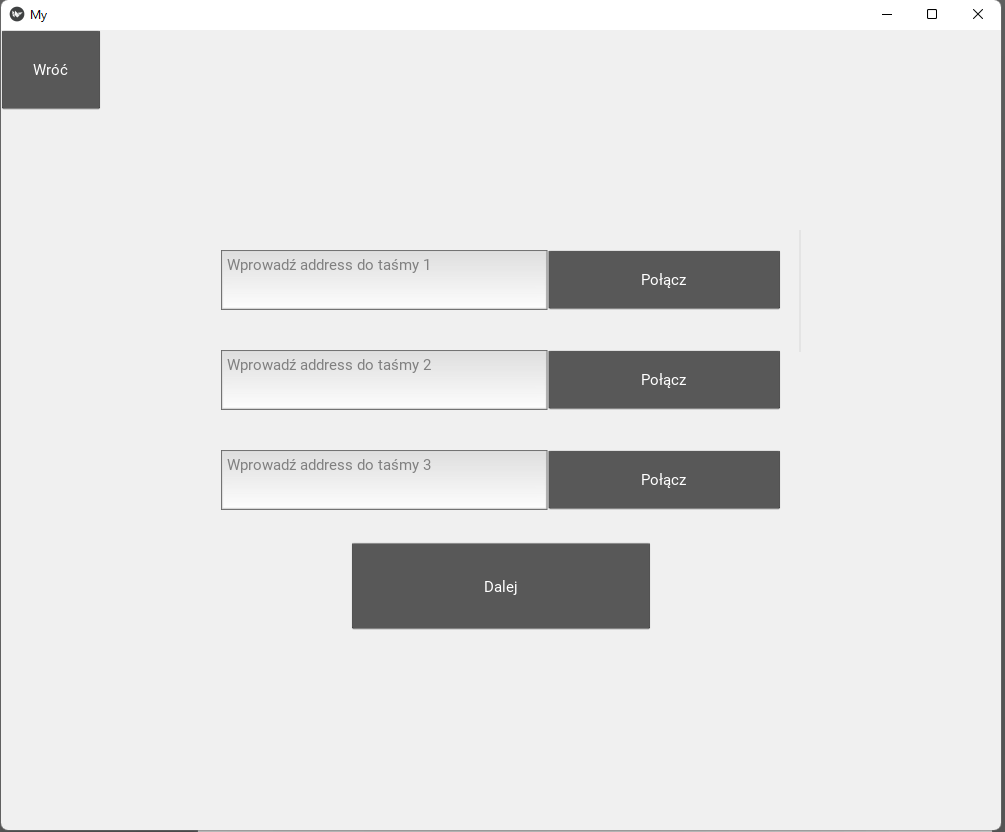 My
Wróć
Wprowadź address do taśmy 1
Połącz
Wprowadź address do taśmy 2
Połącz
Wprowadź address do taśmy 3
Połącz
Dalej